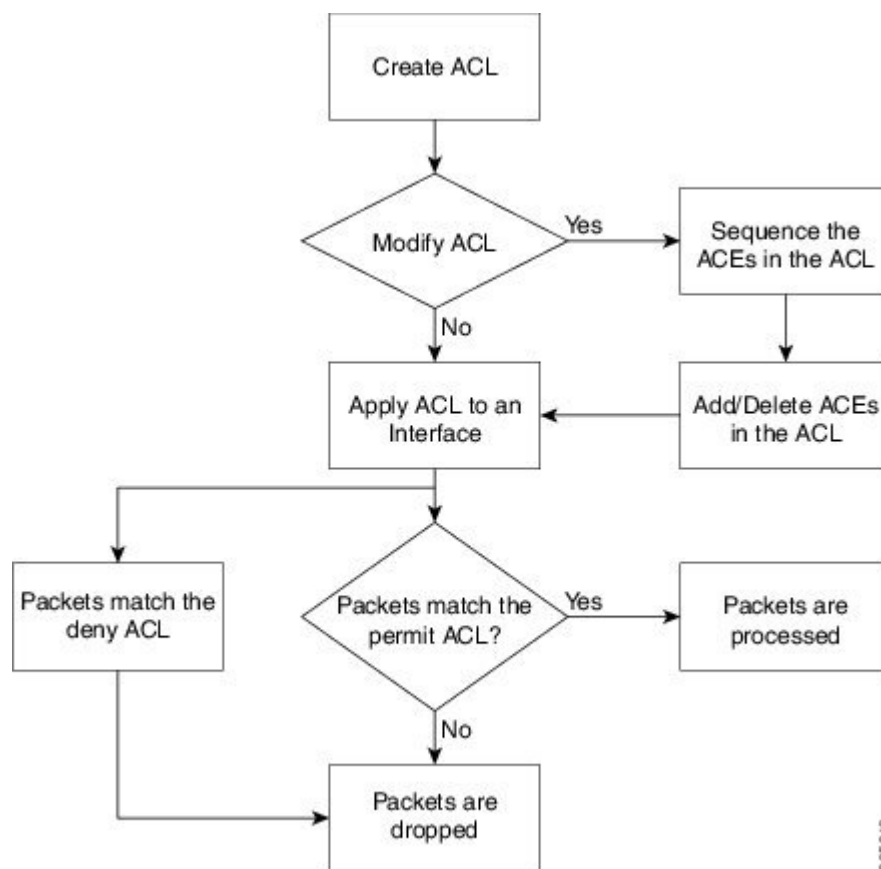 Create ACL
Modify ACL
Yes
Sequence the
ACEs in the ACL
No
Apply ACL to an
Interface
Add/Delete ACEs
in the ACL
Packets match the
deny ACL
Packets match the
permit ACL?
Yes
Packets are
processed
No
Packets are
dropped